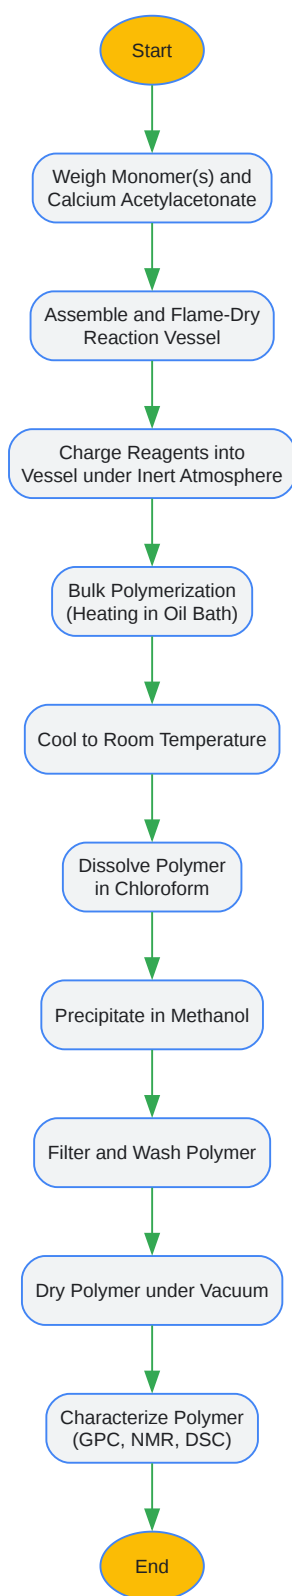 Start
Weigh Monomer(s) and
Calcium Acetylacetonate
Assemble and Flame-Dry
Reaction Vessel
Charge Reagents into
Vessel under Inert Atmosphere
Bulk Polymerization
(Heating in Oil Bath)
Cool to Room Temperature
Dissolve Polymer
in Chloroform
Precipitate in Methanol
Filter and Wash Polymer
Dry Polymer under Vacuum
Characterize Polymer
(GPC, NMR, DSC)
End